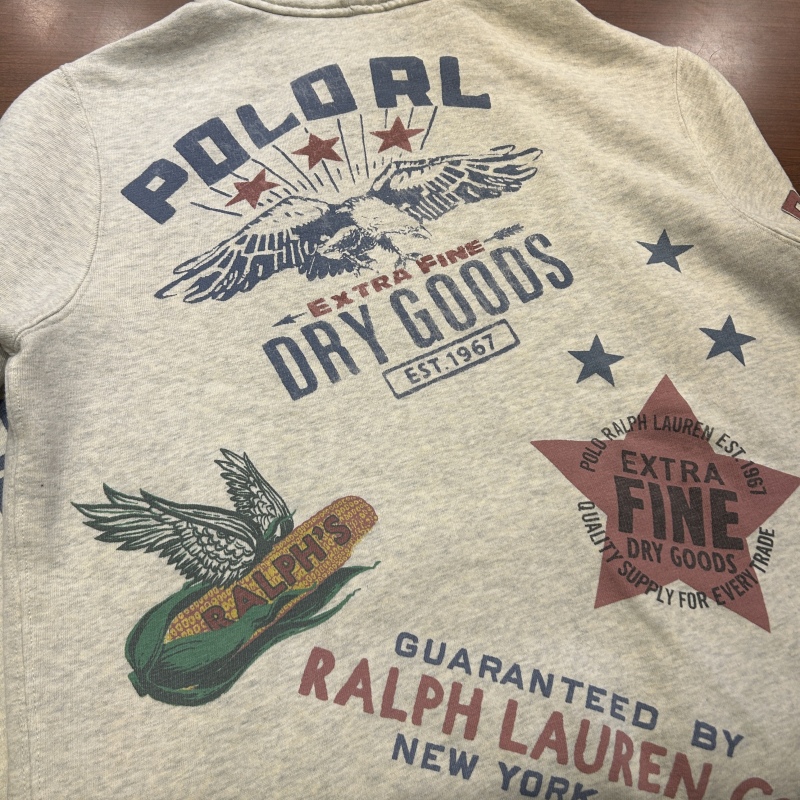 POLO RL
EXTRA FINE
DRY GOODS
EST. 1967
POLO RALPH LAUREN EST. 1967
EXTRA
FINE
DRY GOODS
QUALITY SUPPLY FOR EVERY TRADE
RALPH'S
GUARANTEED BY
RALPH LAUREN
NEW YORK